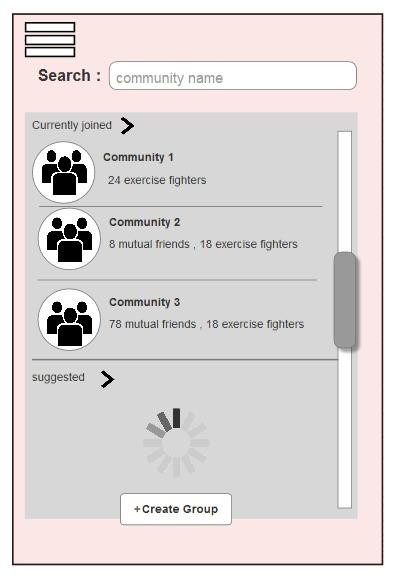 Search :
community name
Currently joined
Community 1
24 exercise fighters
Community 2
8 mutual friends , 18 exercise fighters
Community 3
78 mutual friends , 18 exercise fighters
suggested
+Create Group